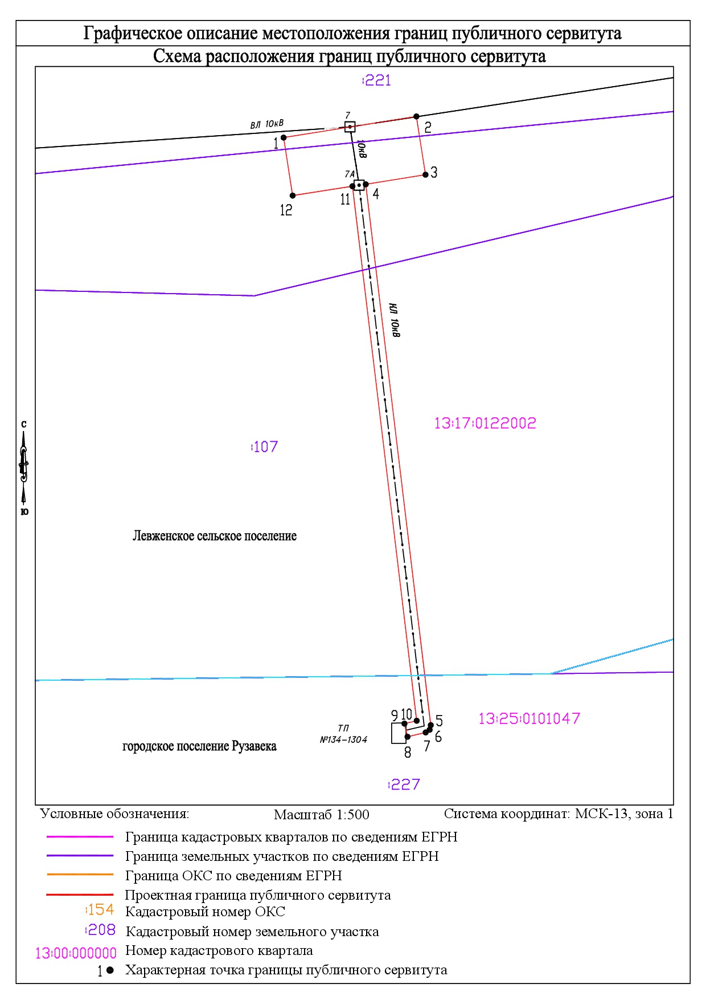 Графическое описание местоположения границ публичного сервитута
Схема расположения границ публичного сервитута
:221
7
ВЛ 10кВ
1
2
10кВ
7А
3
11
4
12
КЛ 10кВ
13:17:0122002
с
:107
ю
Левженское сельское поселение
9
10
5
13:25:0101047
ТП
№134-1304
6
городское поселение Рузавека
7
8
:227
Условные обозначения:
Масштаб 1:500
Система координат: МСК-13, зона 1
Граница кадастровых кварталов по сведениям ЕГРН
Граница земельных участков по сведениям ЕГРН
Граница ОКС по сведениям ЕГРН
Проектная граница публичного сервитута
:154 Кадастровый номер ОКС
:208 Кадастровый номер земельного участка
13:00:000000 Номер кадастрового квартала
1 Характерная точка границы публичного сервитута